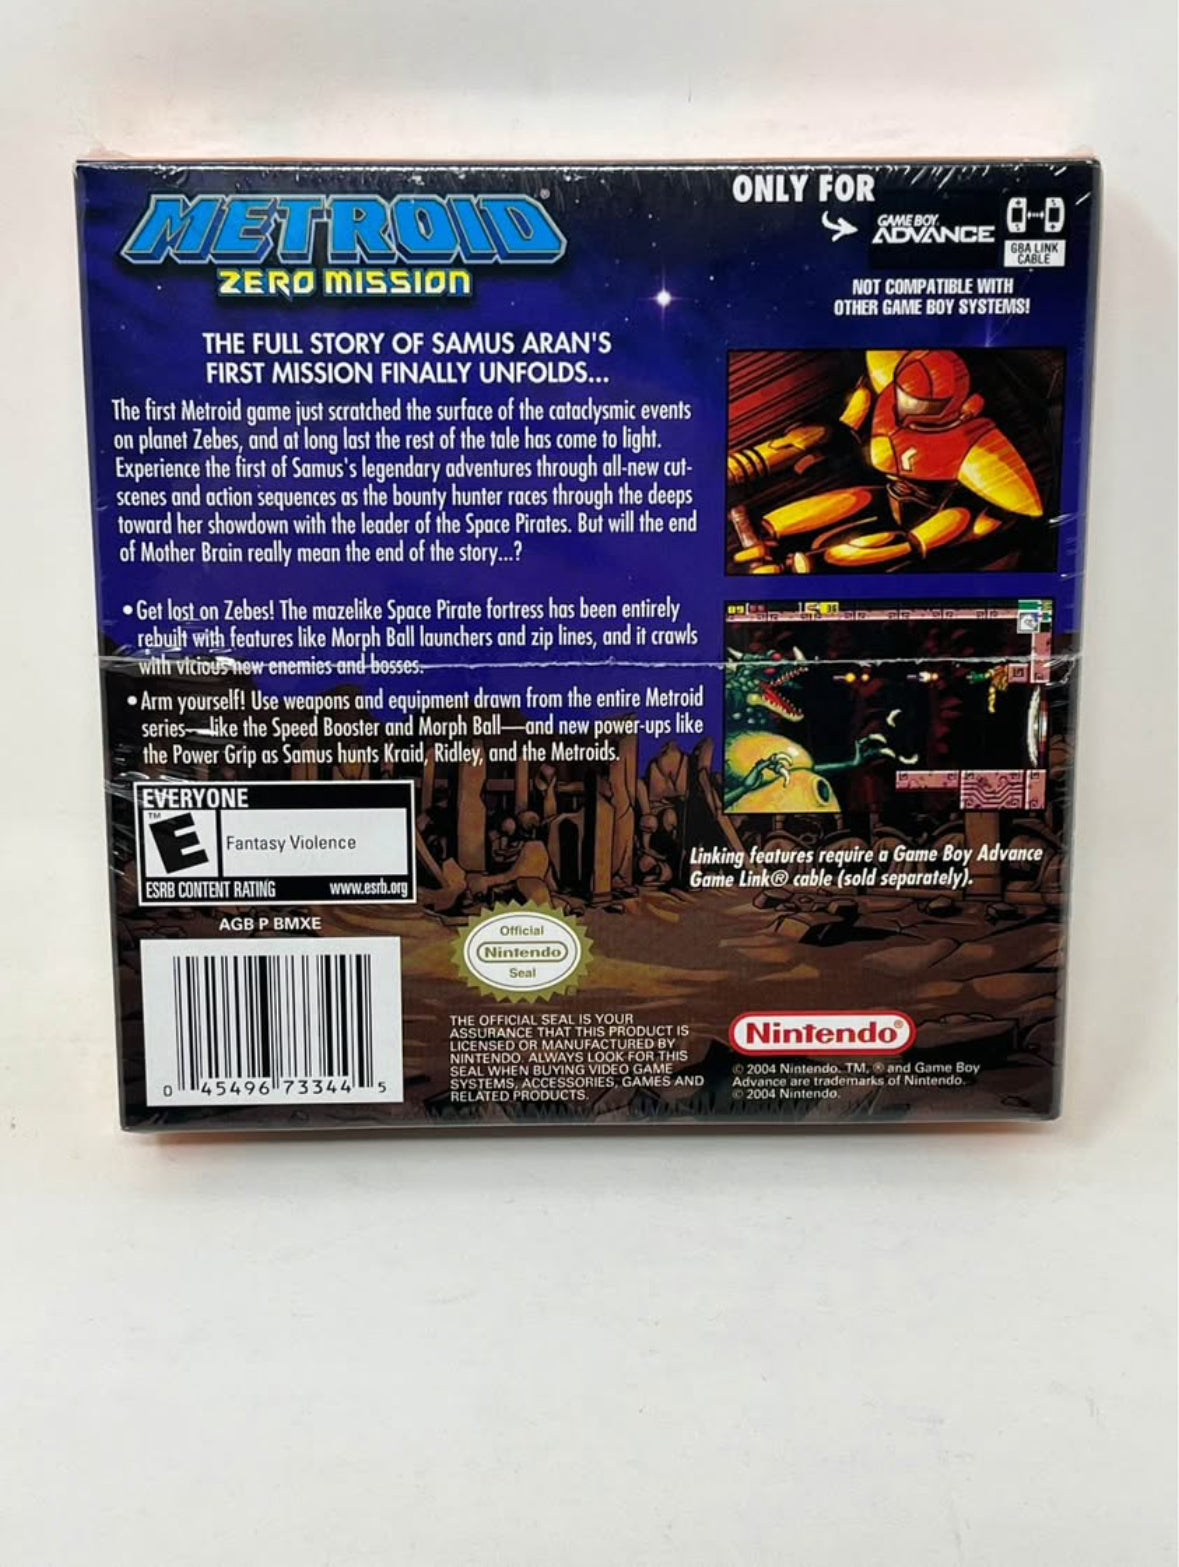 METROID®
ZERO MISSION
ONLY FOR
GAME BOY
ADVANCE
GBA LINK
CABLE
NOT COMPATIBLE WITH
OTHER GAME BOY SYSTEMS!
THE FULL STORY OF SAMUS ARAN'S
FIRST MISSION FINALLY UNFOLDS...
The first Metroid game just scratched the surface of the cataclysmic events
on planet Zebes, and at long last the rest of the tale has come to light.
Experience the first of Samus's legendary adventures through all-new cut-
scenes and action sequences as the bounty hunter races through the deeps
toward her showdown with the leader of the Space Pirates. But will the end
of Mother Brain really mean the end of the story...?
• Get lost on Zebes! The mazelike Space Pirate fortress has been entirely
rebuilt with features like Morph Ball launchers and zip lines, and it crawls
with vicious new enemies and bosses.
• Arm yourself! Use weapons and equipment drawn from the entire Metroid
series—like the Speed Booster and Morph Ball—and new power-ups like
the Power Grip as Samus hunts Kraid, Ridley, and the Metroids.
EVERYONE
TM
E
Fantasy Violence
ESRB CONTENT RATING www.esrb.org
Linking features require a Game Boy Advance
Game Link® cable (sold separately).
AGB P BMXE
0 45496 73344 5
Official
Nintendo
Seal
THE OFFICIAL SEAL IS YOUR
ASSURANCE THAT THIS PRODUCT IS
LICENSED OR MANUFACTURED BY
NINTENDO. ALWAYS LOOK FOR THIS
SEAL WHEN BUYING VIDEO GAME
SYSTEMS, ACCESSORIES, GAMES AND
RELATED PRODUCTS.
Nintendo®
© 2004 Nintendo. TM, ® and Game Boy
Advance are trademarks of Nintendo.
© 2004 Nintendo.